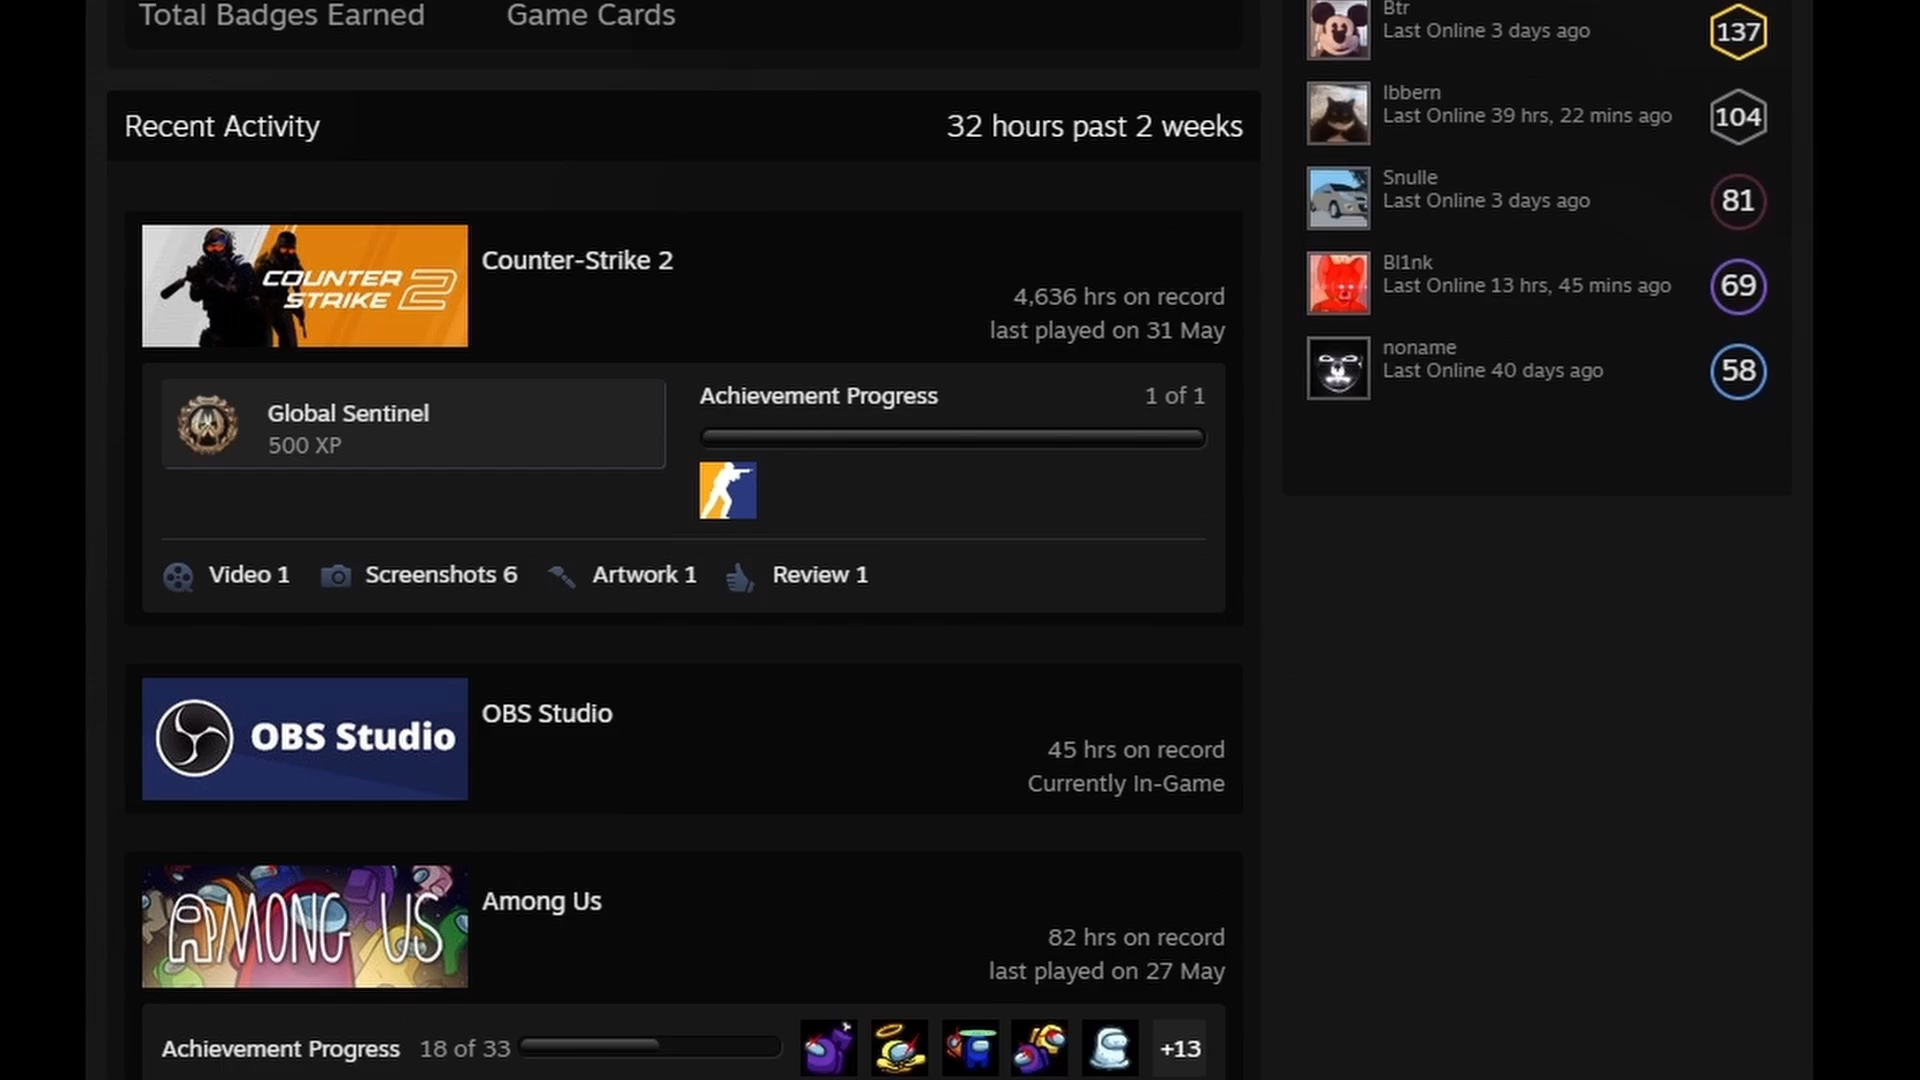 Total Badges Earned
Game Cards
Recent Activity
32 hours past 2 weeks
COUNTER
STRIKE 2
Counter-Strike 2
4,636 hrs on record
last played on 31 May
Global Sentinel
500 XP
Achievement Progress
1 of 1
Video 1
Screenshots 6
Artwork 1
Review 1
OBS Studio
OBS Studio
45 hrs on record
Currently In-Game
AMONG US
Among Us
82 hrs on record
last played on 27 May
Achievement Progress
18 of 33
+13
Btr
Last Online 3 days ago
137
Last Online 39 hrs, 22 mins ago
104
Snulle
Last Online 3 days ago
81
Last Online 13 hrs, 45 mins ago
69
noname
Last Online 40 days ago
58